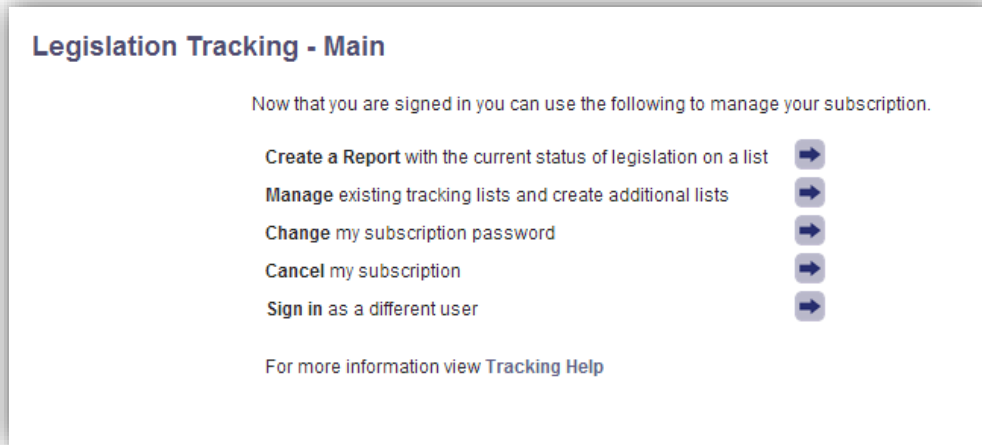 Legislation Tracking - Main
Now that you are signed in you can use the following to manage your subscription.
Create a Report with the current status of legislation on a list
Manage existing tracking lists and create additional lists
Change my subscription password
Cancel my subscription
Sign in as a different user
For more information view Tracking Help